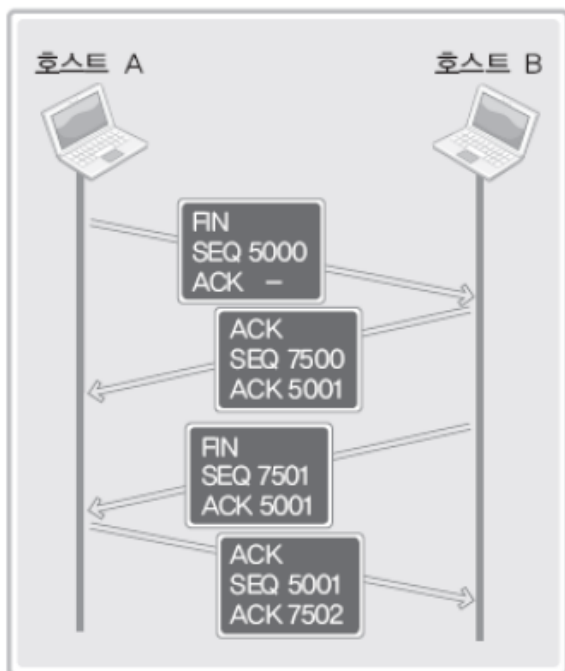 호스트 A
호스트 B
FIN
SEQ 5000
ACK –
ACK
SEQ 7500
ACK 5001
FIN
SEQ 7501
ACK 5001
ACK
SEQ 5001
ACK 7502